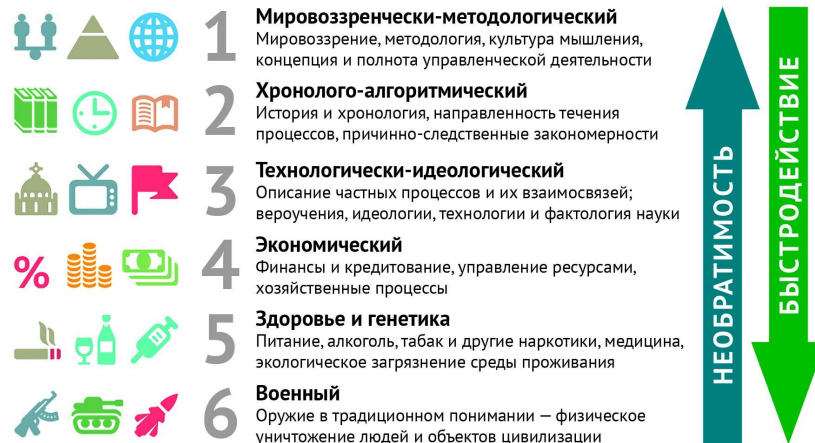 1
Мировоззренчески-методологический
Мировоззрение, методология, культура мышления,
концепция и полнота управленческой деятельности
2
Хронолого-алгоритмический
История и хронология, направленность течения
процессов, причинно-следственные закономерности
3
Технологически-идеологический
Описание частных процессов и их взаимосвязей;
вероучения, идеологии, технологии и фактология науки
%
4
Экономический
Финансы и кредитование, управление ресурсами,
хозяйственные процессы
5
Здоровье и генетика
Питание, алкоголь, табак и другие наркотики, медицина,
экологическое загрязнение среды проживания
6
Военный
Оружие в традиционном понимании — физическое
уничтожение людей и объектов цивилизации
НЕОБРАТИМОСТЬ
БЫСТРОДЕЙСТВИЕ